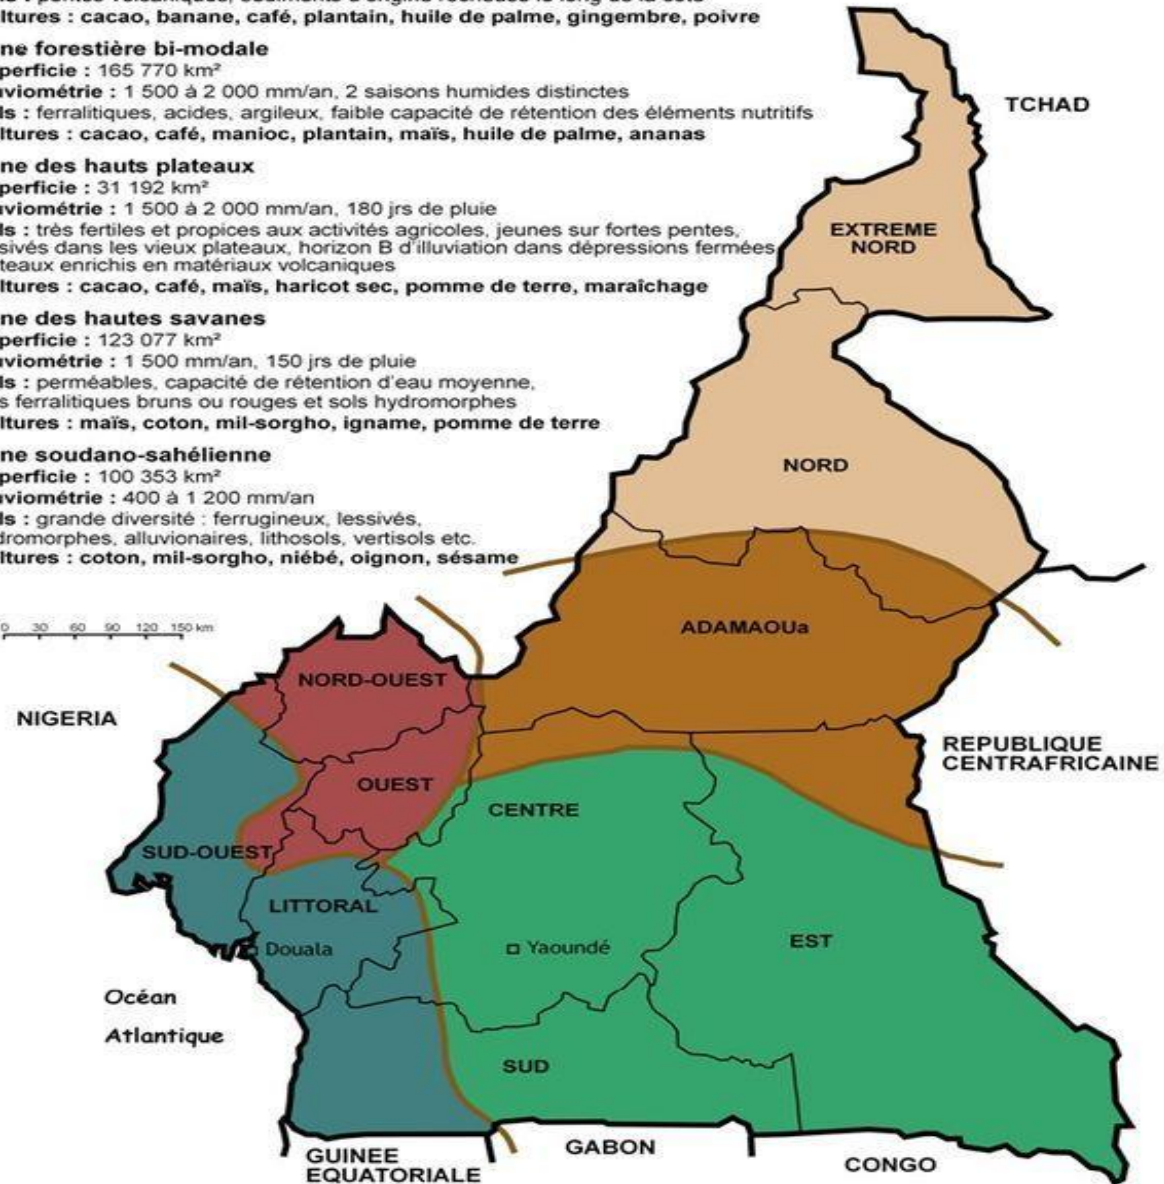 ltures : cacao, banane, café, plantain, huile de palme, gingembre, poivre
ne forestière bi-modale
perficie : 165 770 km²
viométrie : 1 500 à 2 000 mm/an, 2 saisons humides distinctes
ls : ferralitiques, acides, argileux, faible capacité de rétention des éléments nutritifs
ltures : cacao, café, manioc, plantain, maïs, huile de palme, ananas
ne des hauts plateaux
perficie : 31 192 km²
viométrie : 1 500 à 2 000 mm/an, 180 jrs de pluie
ls : très fertiles et propices aux activités agricoles, jeunes sur fortes pentes,
sivés dans les vieux plateaux, horizon B d'illuviation dans dépressions fermées
teaux enrichis en matériaux volcaniques
ltures : cacao, café, maïs, haricot sec, pomme de terre, maraîchage
ne des hautes savanes
perficie : 123 077 km²
viométrie : 1 500 mm/an, 150 jrs de pluie
ls : perméables, capacité de rétention d'eau moyenne,
s ferralitiques bruns ou rouges et sols hydromorphes
ltures : maïs, coton, mil-sorgho, igname, pomme de terre
ne soudano-sahélienne
perficie : 100 353 km²
viométrie : 400 à 1 200 mm/an
ls : grande diversité : ferrugineux, lessivés,
dromorphes, alluvionaires, lithosols, vertisols etc.
ltures : coton, mil-sorgho, niébé, oignon, sésame
0 30 60 90 120 150 km
TCHAD
EXTREME
NORD
NORD
ADAMAOUa
NORD-OUEST
NIGERIA
REPUBLIQUE
CENTRAFRICAINE
OUEST
CENTRE
SUD-OUEST
LITTORAL
EST
Douala
Yaoundé
Océan
Atlantique
SUD
GUINEE
EQUATORIALE
GABON
CONGO